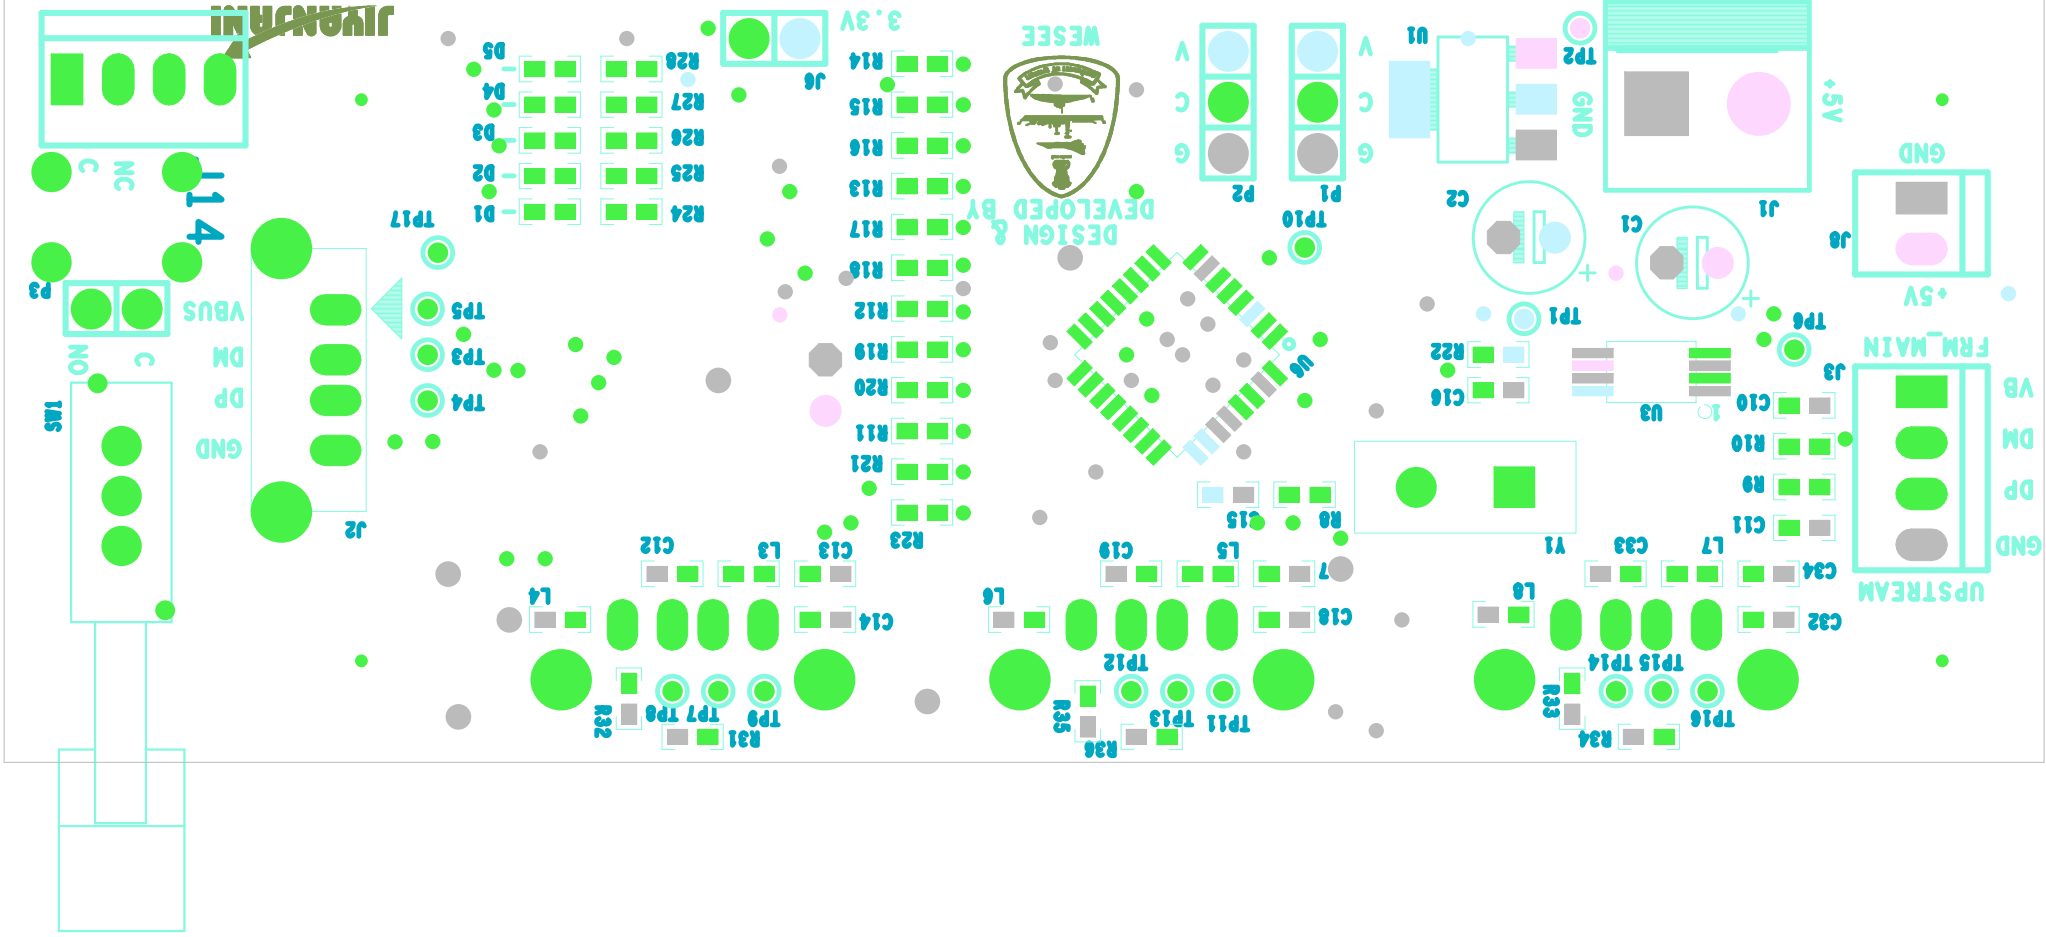 JIYANJANI
3.3V
WESEE
D5
R28
J6
R14
V
V
U1
TP2
D4
R27
R15
C
C
GND
+5V
D3
R26
R16
G
G
GND
C
NC
D2
R25
R13
P2
P1
C2
J1
J14
D1
R24
R17
DESIGN &
DEVELOPED BY
TP10
C1
J8
TP17
R18
P3
VBUS
TP5
R12
+
+
+5V
TP1
TP6
NO
C
DM
TP3
R19
U6
R22
FRM_MAIN
J3
DP
TP4
R20
C16
U3
1
C10
VB
SW1
GND
R11
R10
DM
R21
R9
DP
J2
R23
C15
R8
C11
GND
C12
L3
C13
C19
L5
Y1
C33
L7
7
C34
UPSTREAM
L4
C14
L6
C18
L8
C32
TP12
TP14
TP15
R32
TP8
TP7
TP9
R35
TP13
TP11
R33
TP16
R31
R36
R34